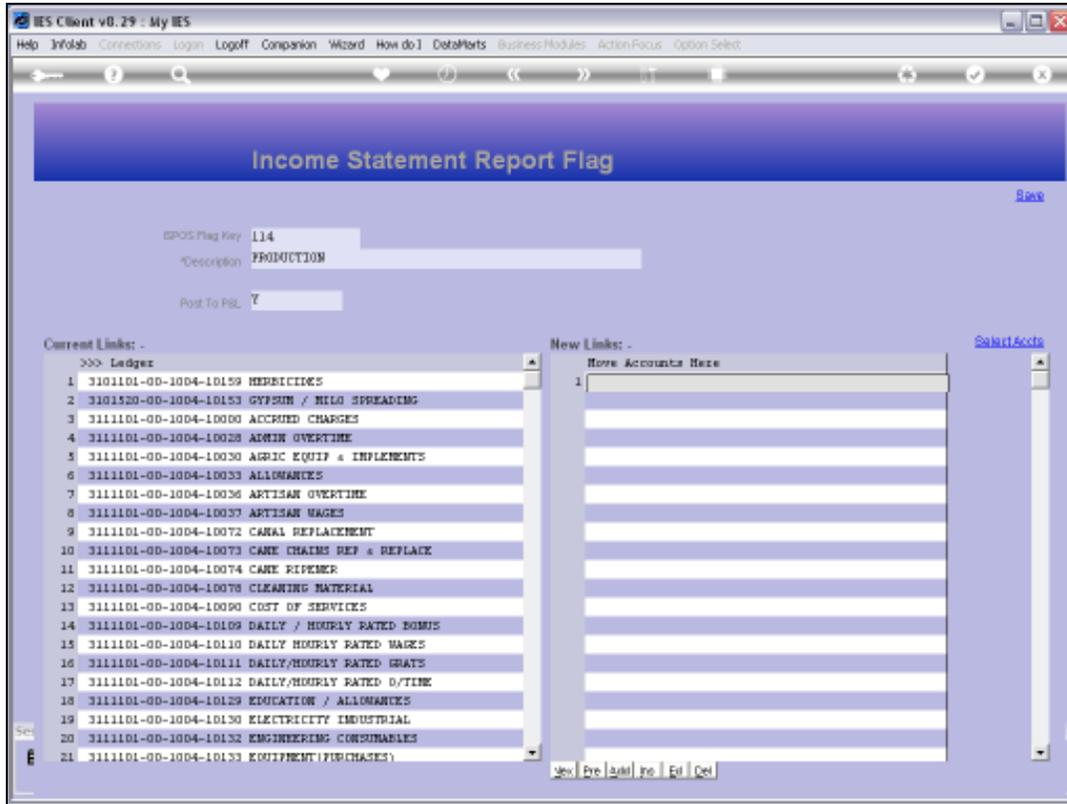 IES Client v8.29 : My IES
Help Infolab Connections Logon Logoff Companion Wizard How do I DataMarts Business Modules Action Focus Option Select
Income Statement Report Flag
Save
ISPOS Flag Key 114
*Description PRODUCTION
Post To P&L Y
Current Links: - New Links: - Select Accts
>>> Ledger Move Accounts Here
1 3101101-00-1004-10159 HERBICIDES 1
2 3101520-00-1004-10153 GYPSUM / MILO SPREADING
3 3111101-00-1004-10000 ACCRUED CHARGES
4 3111101-00-1004-10028 ADMIN OVERTIME
5 3111101-00-1004-10030 AGRIC EQUIP & IMPLEMENTS
6 3111101-00-1004-10033 ALLOWANCES
7 3111101-00-1004-10036 ARTISAN OVERTIME
8 3111101-00-1004-10037 ARTISAN WAGES
9 3111101-00-1004-10072 CANAL REPLACEMENT
10 3111101-00-1004-10073 CANE CHAINS REP & REPLACE
11 3111101-00-1004-10074 CANE RIPENER
12 3111101-00-1004-10078 CLEANING MATERIAL
13 3111101-00-1004-10090 COST OF SERVICES
14 3111101-00-1004-10109 DAILY / HOURLY RATED BONUS
15 3111101-00-1004-10110 DAILY HOURLY RATED WAGES
16 3111101-00-1004-10111 DAILY/HOURLY RATED GRATS
17 3111101-00-1004-10112 DAILY/HOURLY RATED O/TIME
18 3111101-00-1004-10129 EDUCATION / ALLOWANCES
19 3111101-00-1004-10130 ELECTRICITY INDUSTRIAL
20 3111101-00-1004-10132 ENGINEERING CONSUMABLES
21 3111101-00-1004-10133 EQUIPMENT(PURCHASES)
Nex Pre Add Ins Ed Del